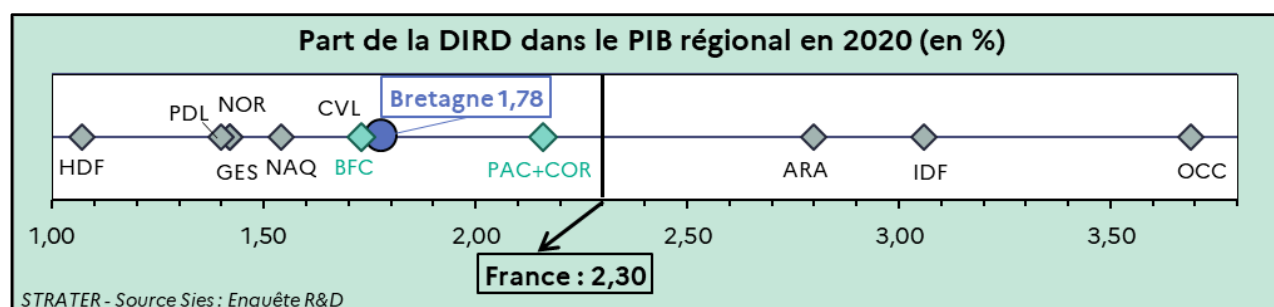 Part de la DIRD dans le PIB régional en 2020 (en %)
Bretagne 1,78
PDL NOR CVL
HDF GES NAQ BFC PAC+COR ARA IDF OCC
1,00 1,50 2,00 2,50 3,00 3,50
France : 2,30
STRATER - Source Sies : Enquête R&D